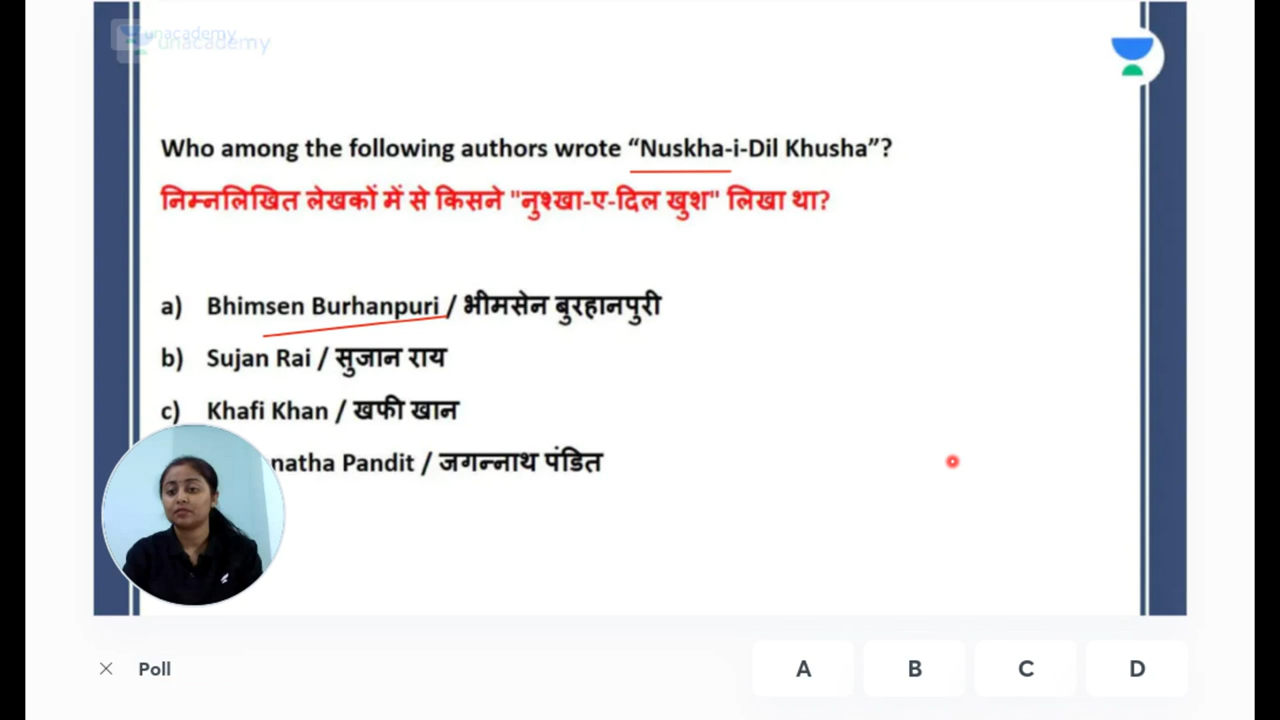 unacademy
unacademy
Who among the following authors wrote “Nuskha-i-Dil Khusha”?
निम्नलिखित लेखकों में से किसने "नुश्खा-ए-दिल खुश" लिखा था?
a) Bhimsen Burhanpuri / भीमसेन बुरहानपुरी
b) Sujan Rai / सुजान राय
c) Khafi Khan / खफी खान
natha Pandit / जगन्नाथ पंडित
Poll
A B C D